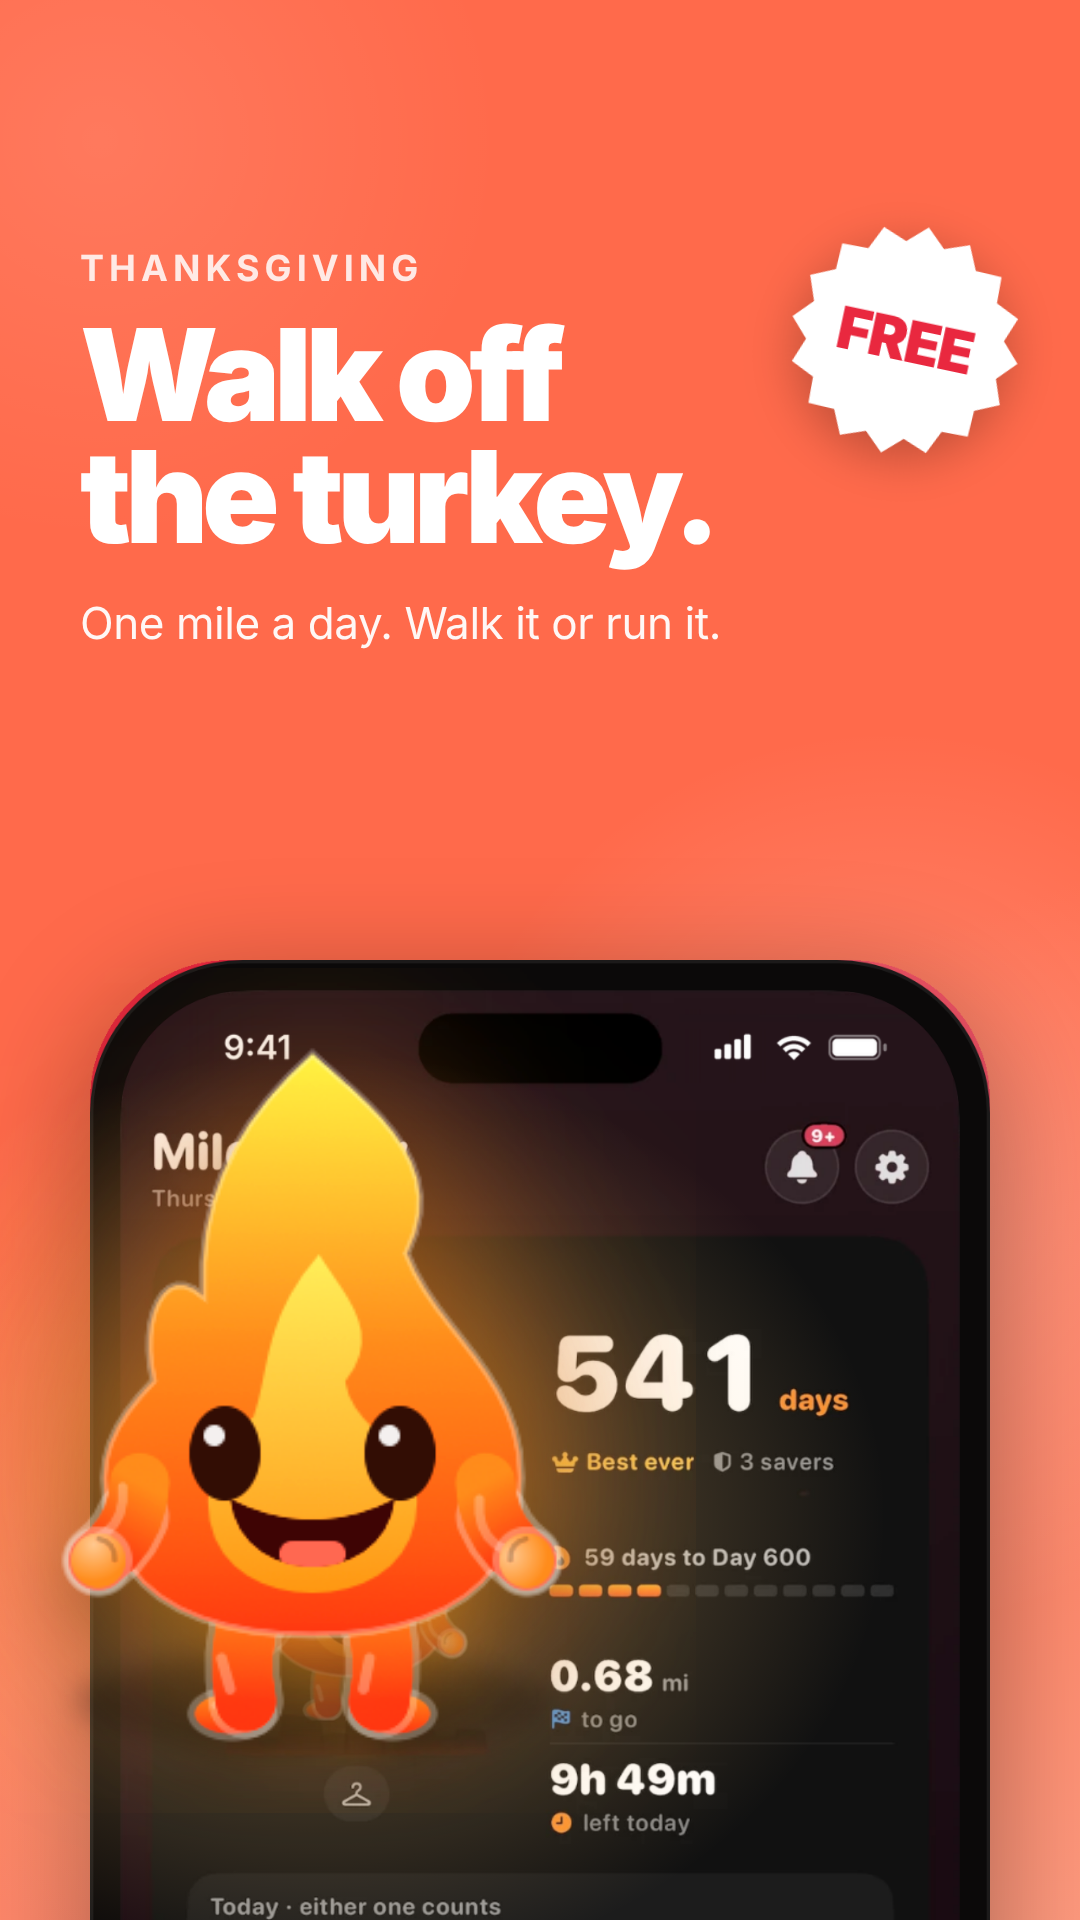 THANKSGIVING
Walk off
the turkey.
FREE
One mile a day. Walk it or run it.
9:41
9+
541 days
Best ever 3 savers
59 days to Day 600
0.68 mi
to go
9h 49m
left today
Today · either one counts